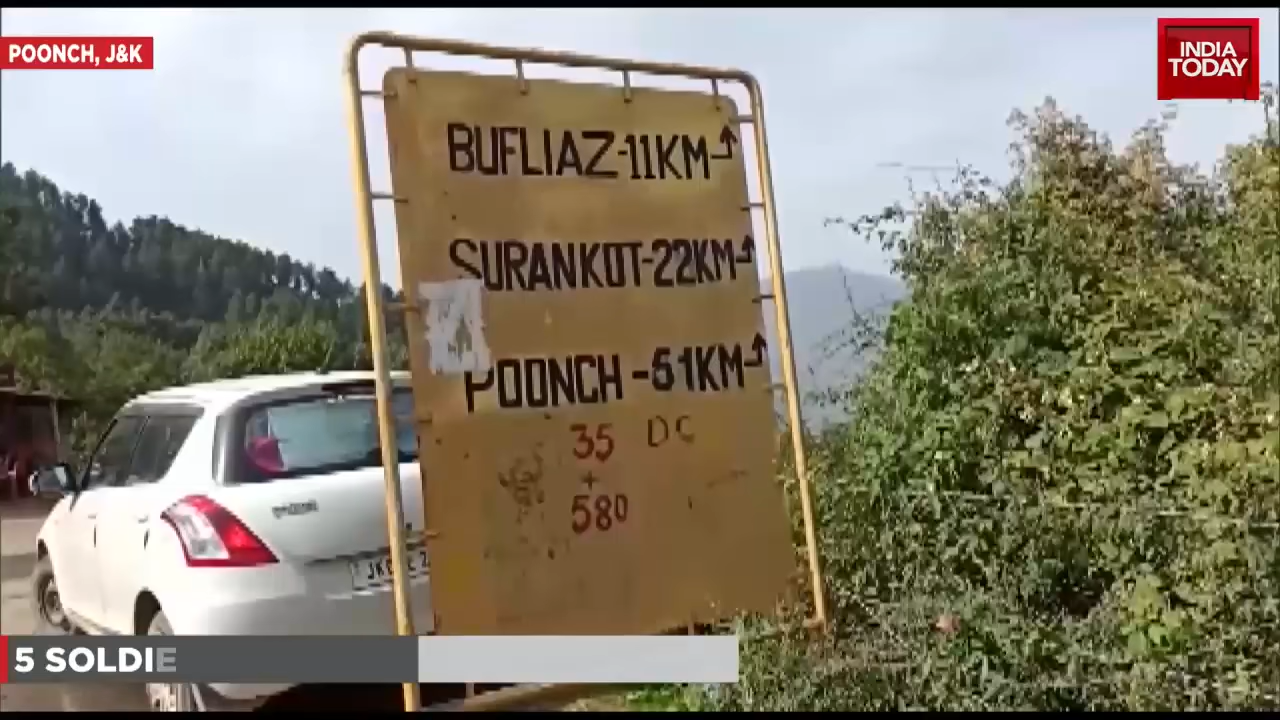 POONCH, J&K
INDIA
TODAY
BUFLIAZ-11KM
SURANKOT-22KM
POONCH -51KM
35 DC
+
580
5 SOLDIE